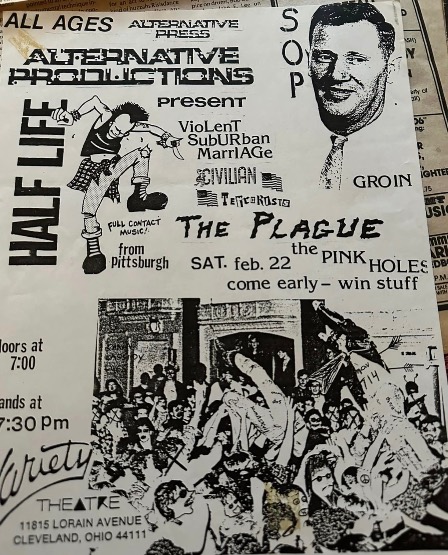 ALL AGES
ALTERNATIVE
PRESS
ALTERNATIVE
PRODUCTIONS
present
S
O
P
HALF LIFE
VioLenT
SubURban
MarrIAGe
CIVILIAN
TeRRORISTS
GROIN
FULL CONTACT
MUSIC!
from
Pittsburgh
THE PLAGUE
SAT. feb. 22
the PINK HOLES
come early - win stuff
oors at
7:00
ands at
7:30 Pm
Variety
THEATRE
11815 LORAIN AVENUE
CLEVELAND, OHIO 44111
714